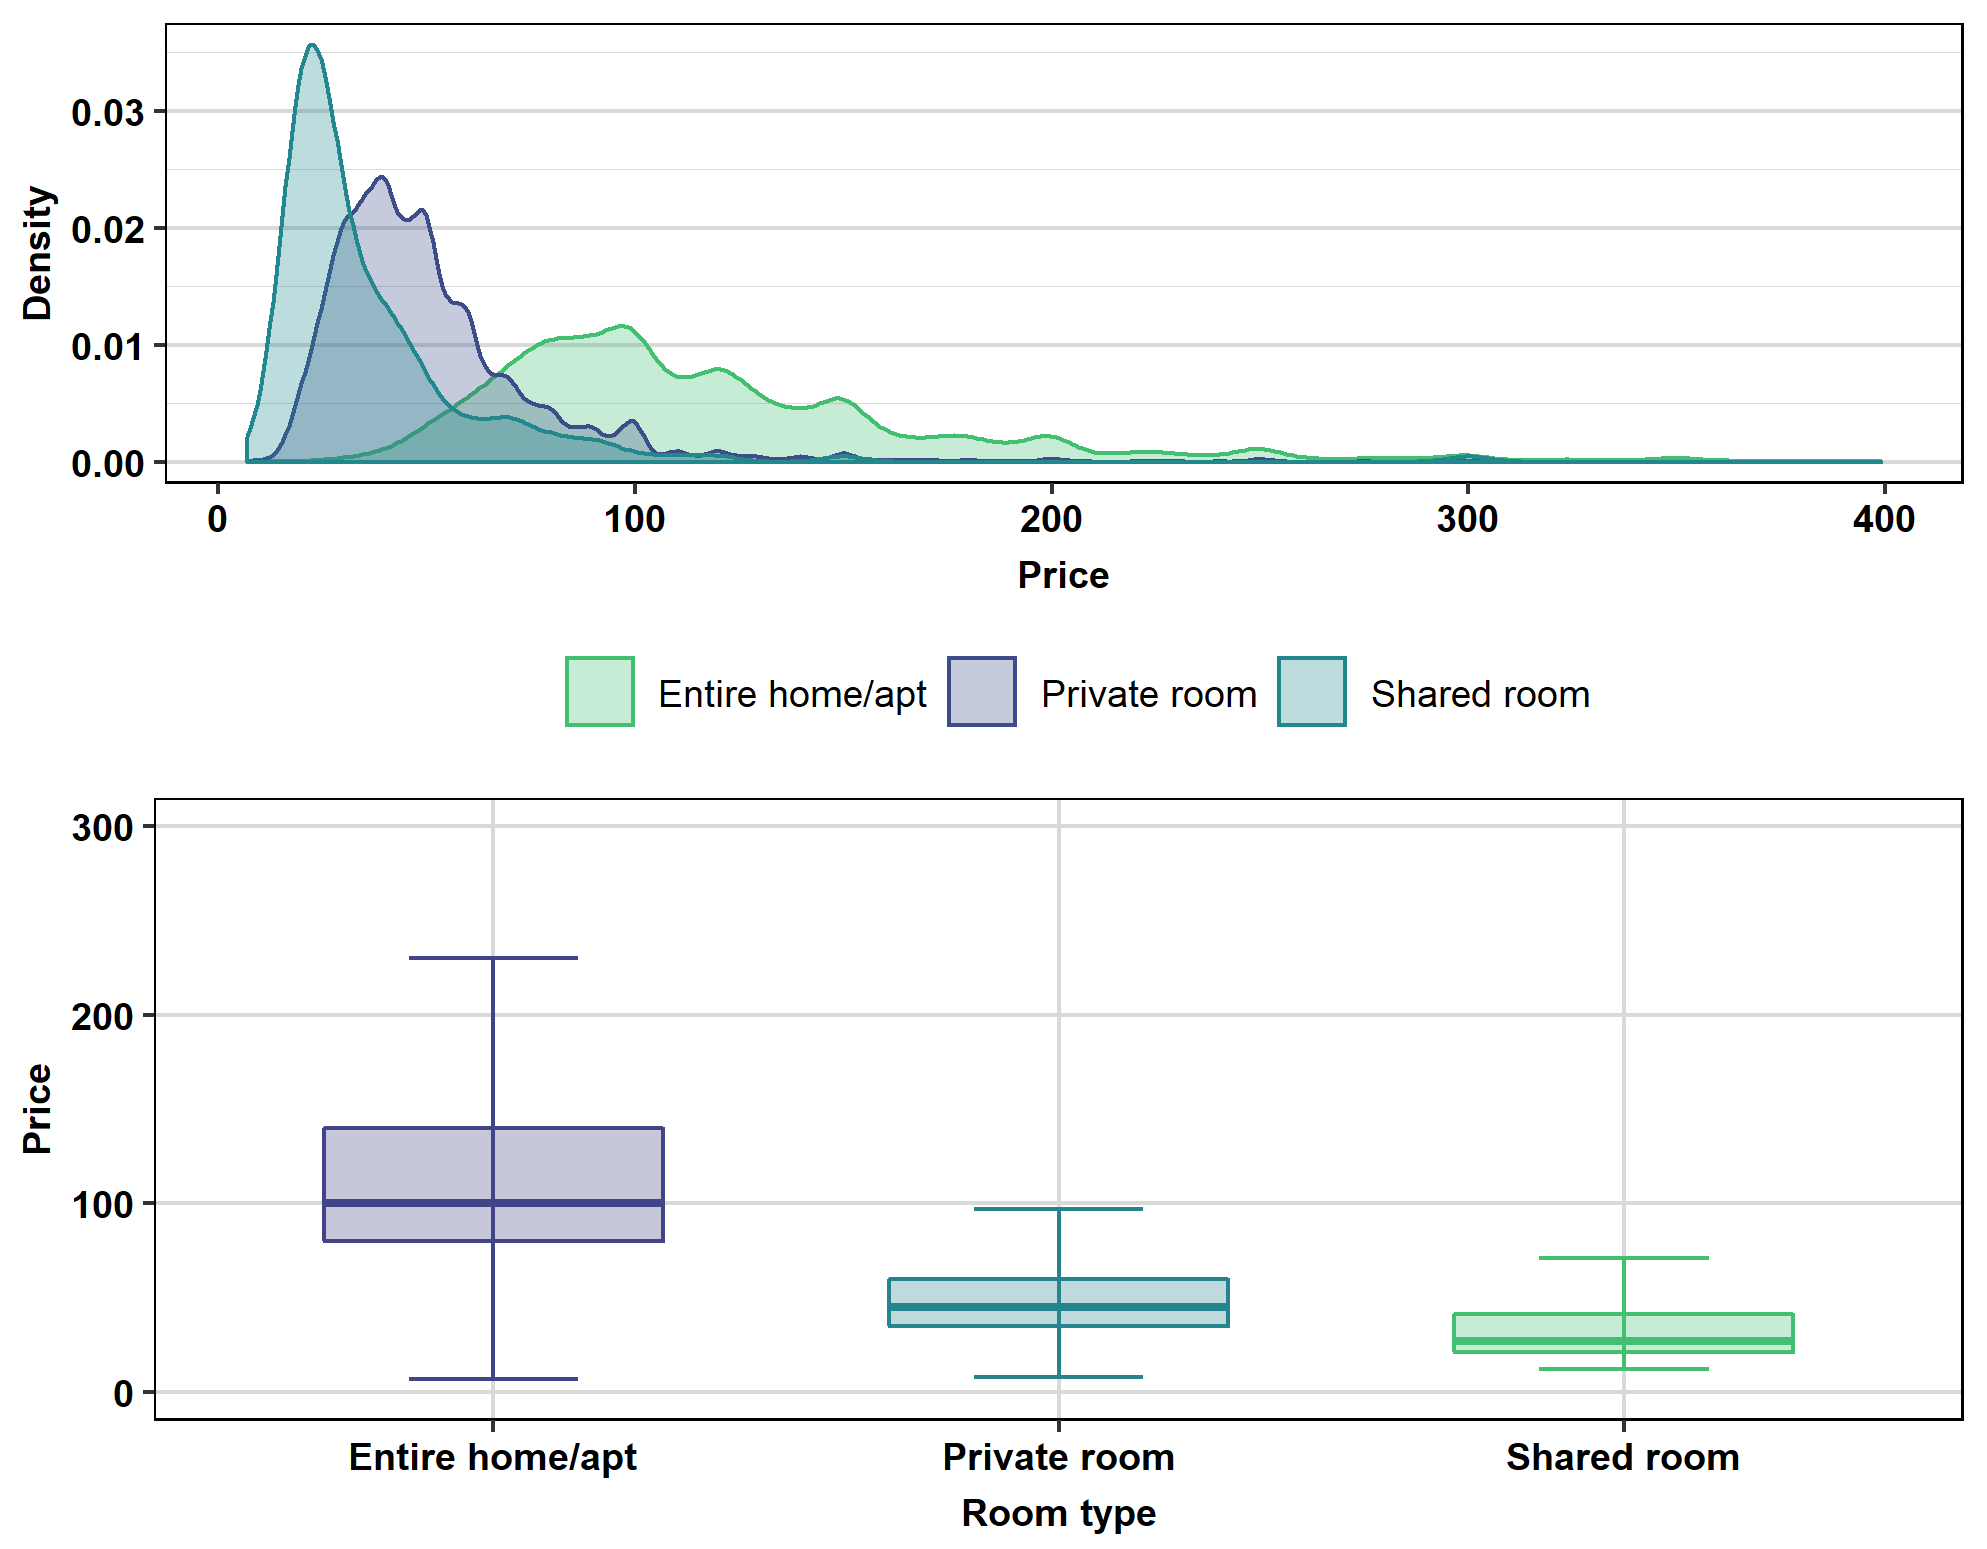 0.03
0.02
0.01
0.00
Density
0 100 200 300 400
Price
Entire home/apt Private room Shared room
300
200
100
0
Price
Entire home/apt Private room Shared room
Room type